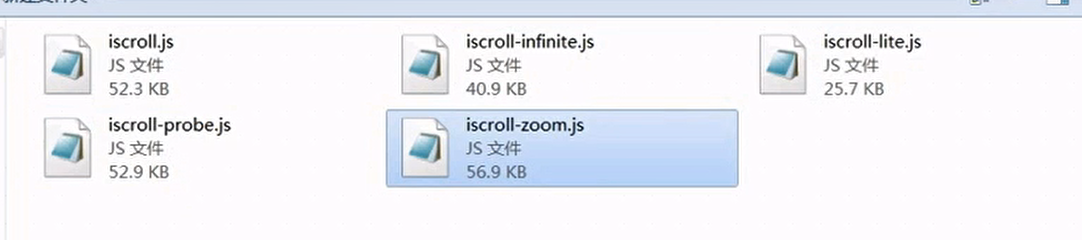 iscroll.js
JS 文件
52.3 KB
iscroll-infinite.js
JS 文件
40.9 KB
iscroll-lite.js
JS 文件
25.7 KB
iscroll-probe.js
JS 文件
52.9 KB
iscroll-zoom.js
JS 文件
56.9 KB